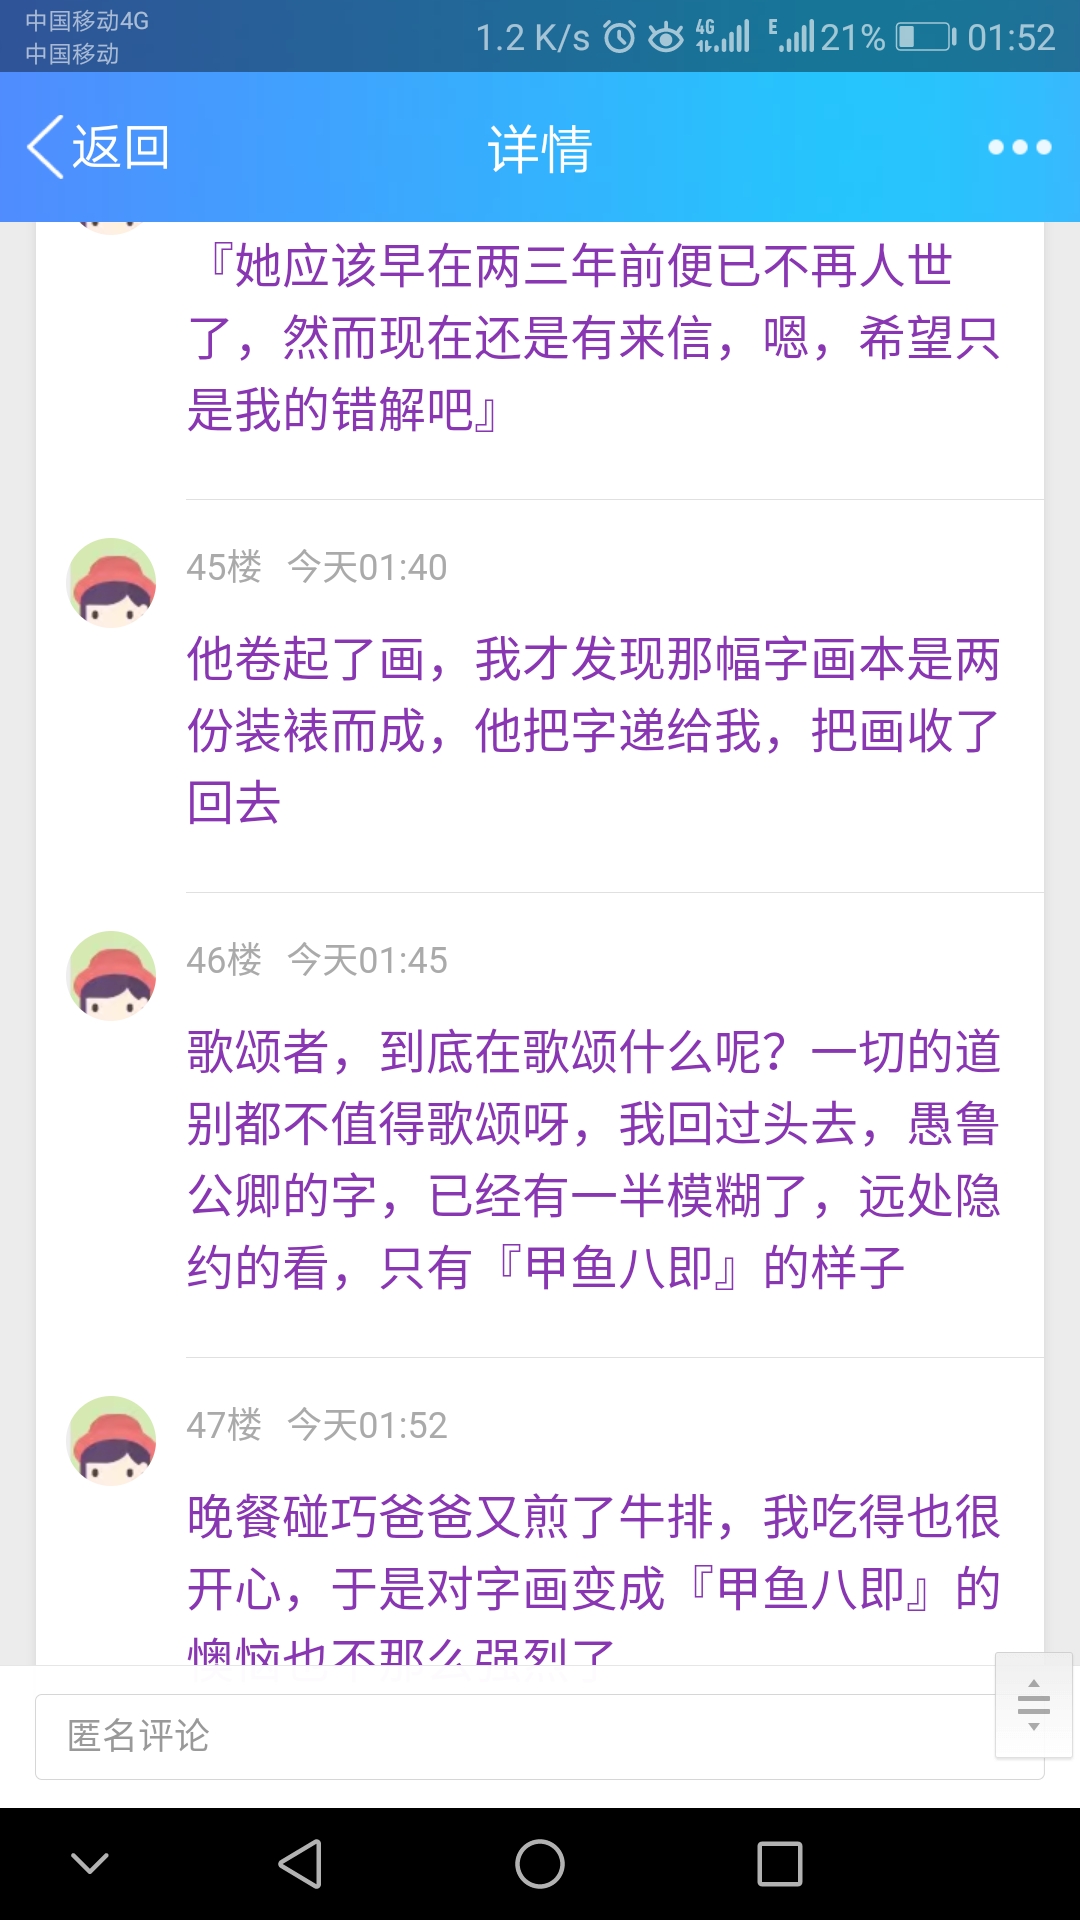 中国移动4G
中国移动
1.2 K/s 4G E 21% 01:52
返回 详情
『她应该早在两三年前便已不再人世
了，然而现在还是有来信，嗯，希望只
是我的错解吧』
45楼 今天01:40
他卷起了画，我才发现那幅字画本是两
份装裱而成，他把字递给我，把画收了
回去
46楼 今天01:45
歌颂者，到底在歌颂什么呢？一切的道
别都不值得歌颂呀，我回过头去，愚鲁
公卿的字，已经有一半模糊了，远处隐
约的看，只有『甲鱼八即』的样子
47楼 今天01:52
晚餐碰巧爸爸又煎了牛排，我吃得也很
开心，于是对字画变成『甲鱼八即』的
懊恼也不那么强烈了
匿名评论